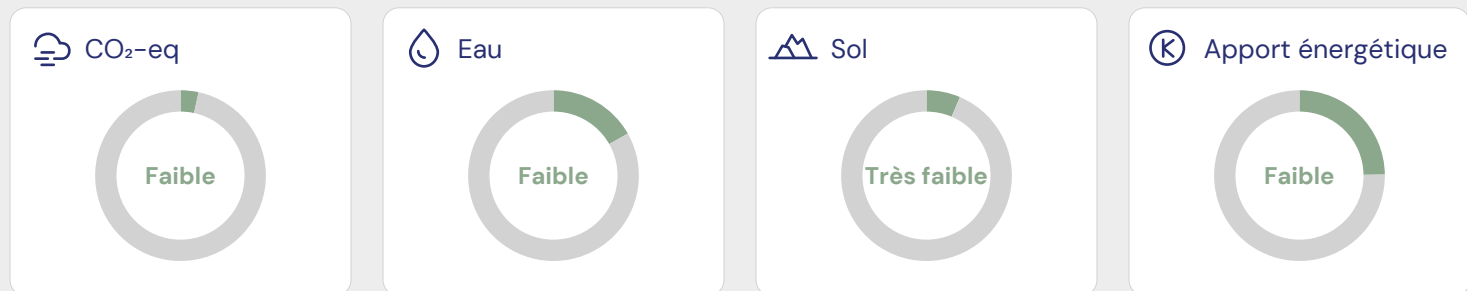 CO₂-eq
Faible
Eau
Faible
Sol
Très faible
Apport énergétique
Faible